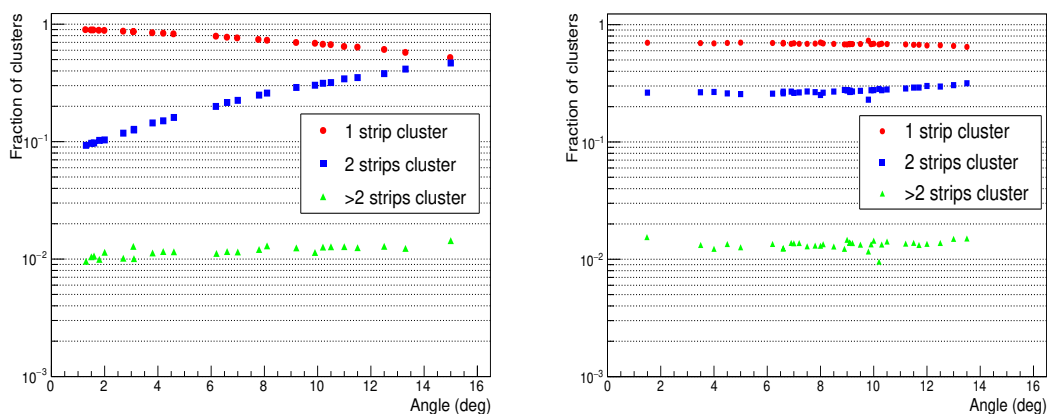 Fraction of clusters
1
10⁻¹
10⁻²
10⁻³
1 strip cluster
2 strips cluster
>2 strips cluster
0 2 4 6 8 10 12 14 16
Angle (deg)
Fraction of clusters
1
10⁻¹
10⁻²
10⁻³
1 strip cluster
2 strips cluster
>2 strips cluster
0 2 4 6 8 10 12 14 16
Angle (deg)